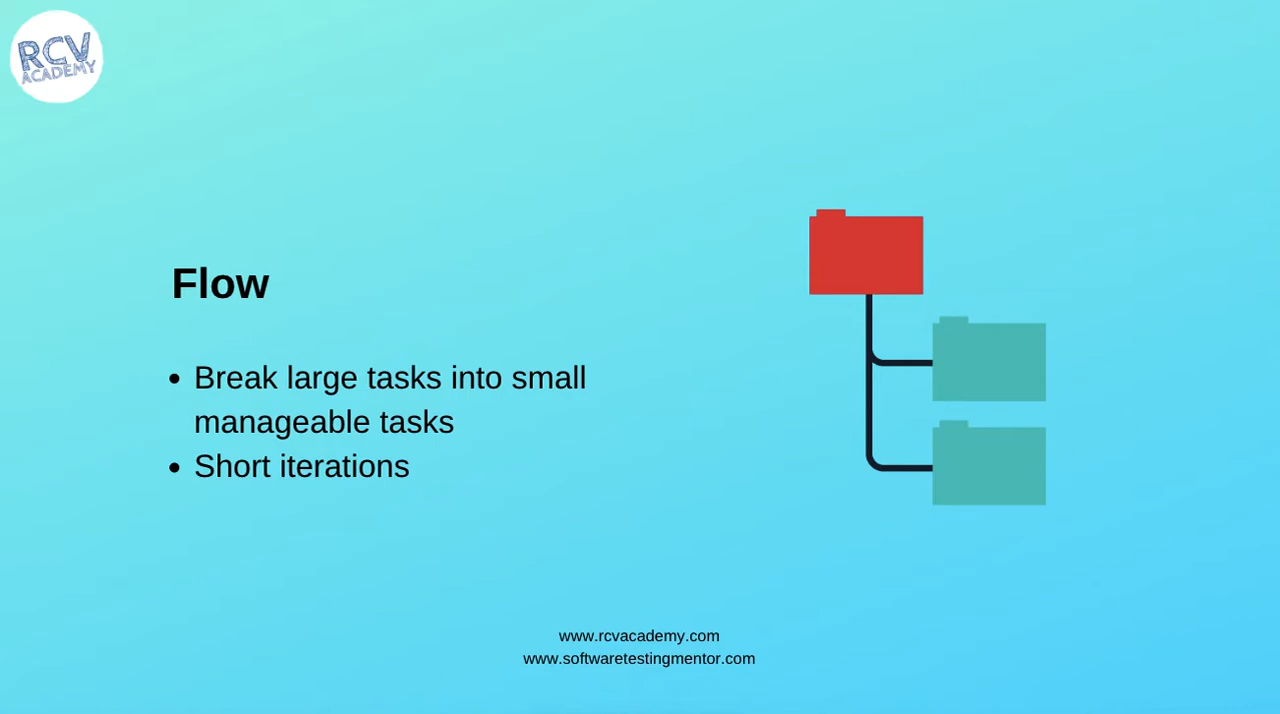 RCV
ACADEMY
Flow
• Break large tasks into small
manageable tasks
• Short iterations
www.rcvacademy.com
www.softwaretestingmentor.com